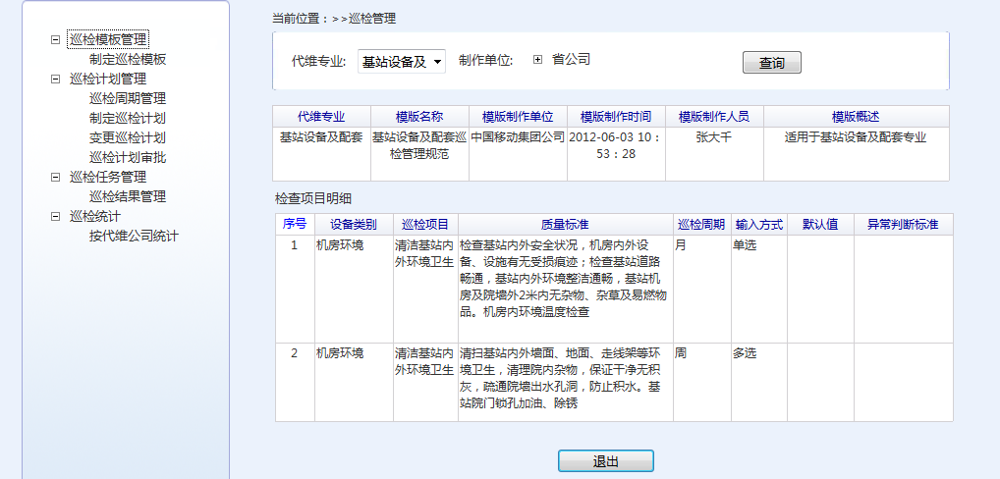 巡检模板管理
制定巡检模板
巡检计划管理
巡检周期管理
制定巡检计划
变更巡检计划
巡检计划审批
巡检任务管理
巡检结果管理
巡检统计
按代维公司统计
当前位置：>>巡检管理
代维专业: 基站设备及 制作单位: 省公司 查询
代维专业 模版名称 模版制作单位 模版制作时间 模版制作人员 模版概述
基站设备及配套 基站设备及配套巡 中国移动集团公司 2012-06-03 10： 张大千 适用于基站设备及配套专业
检管理规范 53：28
检查项目明细
序号 设备类别 巡检项目 质量标准 巡检周期 输入方式 默认值 异常判断标准
1 机房环境 清洁基站内 检查基站内外安全状况，机房内外设 月 单选
外环境卫生 备、设施有无受损痕迹；检查基站道路
畅通，基站内外环境整洁通畅，基站机
房及院墙外2米内无杂物、杂草及易燃物
品。机房内环境温度检查
2 机房环境 清洁基站内 清扫基站内外墙面、地面、走线架等环 周 多选
外环境卫生 境卫生，清理院内杂物，保证干净无积
灰，疏通院墙出水孔洞，防止积水。基
站院门锁孔加油、除锈
退出